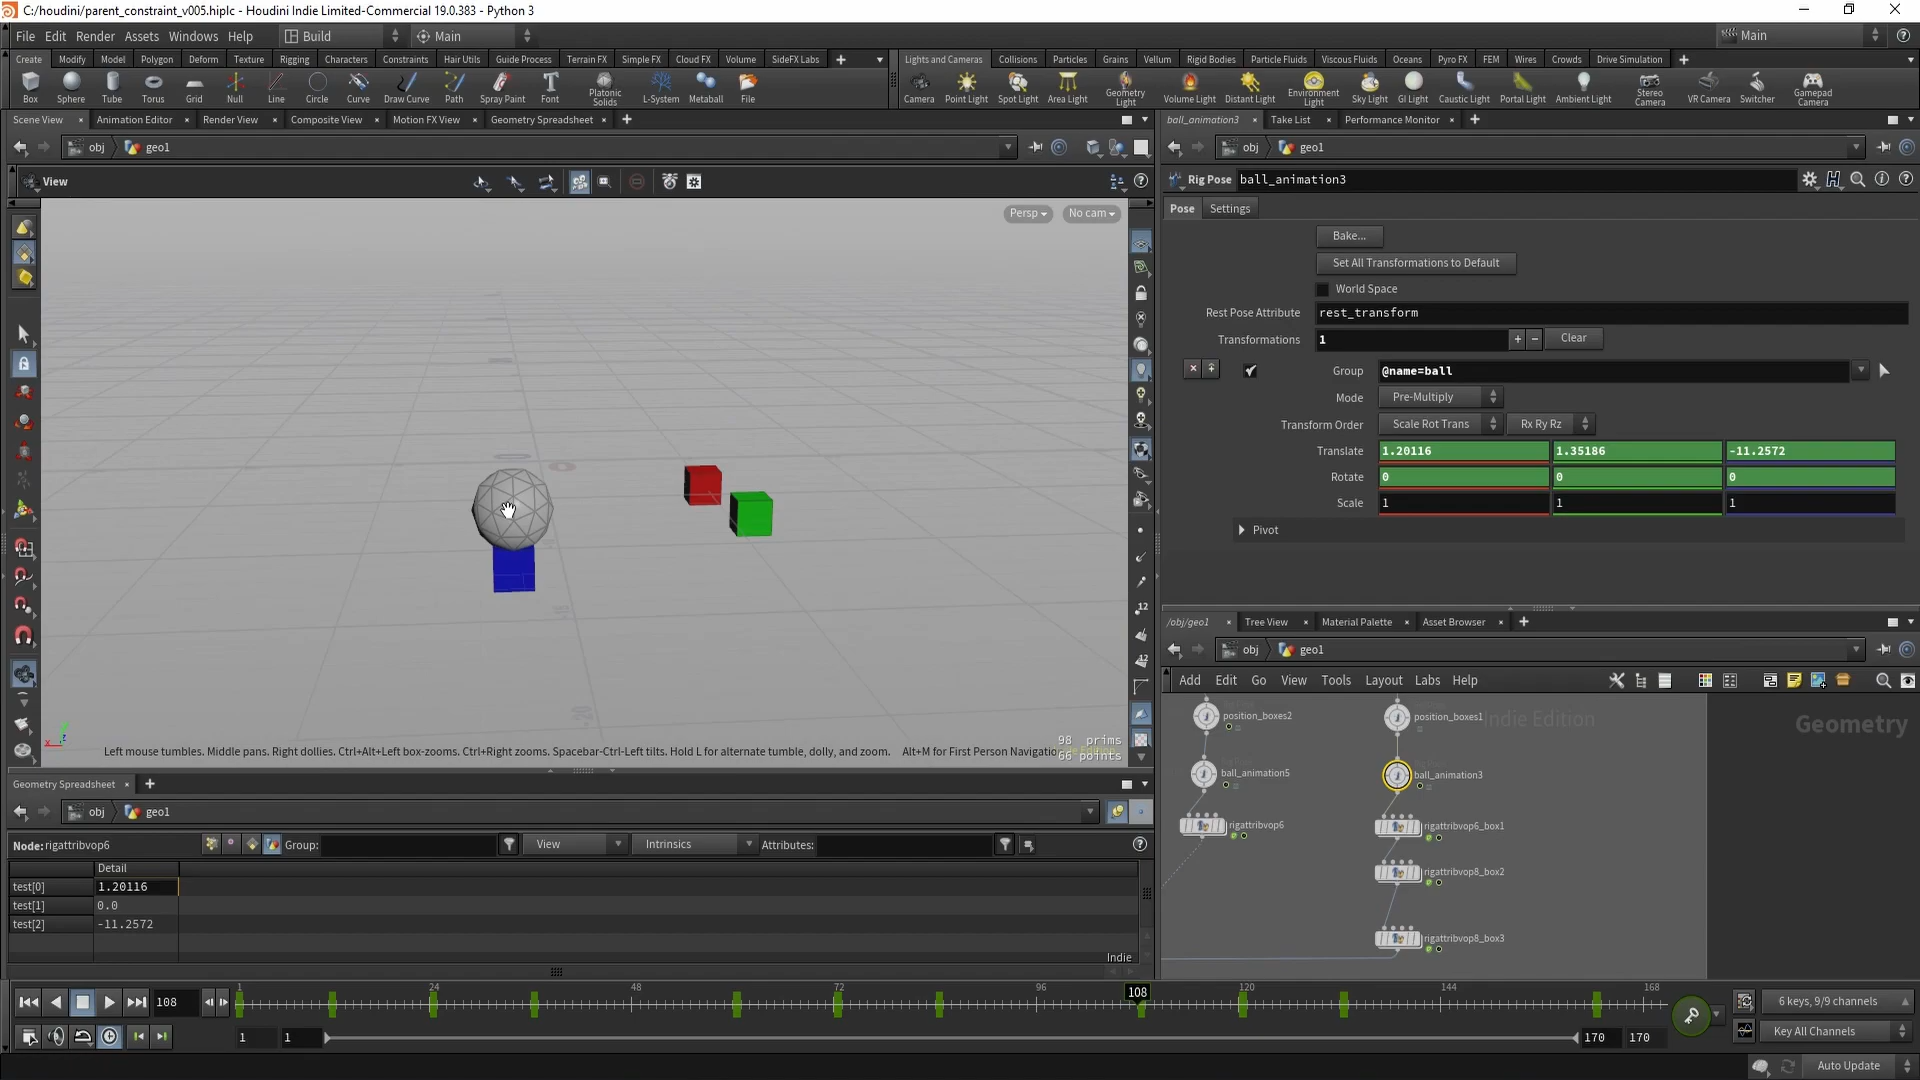 C:/houdini/parent_constraint_v005.hiplc - Houdini Indie Limited-Commercial 19.0.383 - Python 3
File Edit Render Assets Windows Help Build Main Main
Create Modify Model Polygon Deform Texture Rigging Characters Constraints Hair Utils Guide Process Terrain FX Simple FX Cloud FX Volume SideFX Labs
Lights and Cameras Collisions Particles Grains Vellum Rigid Bodies Particle Fluids Viscous Fluids Oceans Pyro FX FEM Wires Crowds Drive Simulation
Box Sphere Tube Torus Grid Null Line Circle Curve Draw Curve Path Spray Paint Font Platonic Solids L-System Metaball File
Camera Point Light Spot Light Area Light Geometry Light Volume Light Distant Light Environment Light Sky Light GI Light Caustic Light Portal Light Ambient Light Stereo Camera VR Camera Switcher Gamepad Camera
Scene View Animation Editor Render View Composite View Motion FX View Geometry Spreadsheet
obj geo1
View
Persp No cam
Left mouse tumbles. Middle pans. Right dollies. Ctrl+Alt+Left box-zooms. Ctrl+Right zooms. Spacebar-Ctrl-Left tilts. Hold L for alternate tumble, dolly, and zoom. Alt+M for First Person Navigatio
98 prims
66 points
ball_animation3 Take List Performance Monitor
obj geo1
Rig Pose ball_animation3
Pose Settings
Bake...
Set All Transformations to Default
World Space
Rest Pose Attribute rest_transform
Transformations 1 + - Clear
Group @name=ball
Mode Pre-Multiply
Transform Order Scale Rot Trans Rx Ry Rz
Translate 1.20116 1.35186 -11.2572
Rotate 0 0 0
Scale 1 1 1
Pivot
/obj/geo1 Tree View Material Palette Asset Browser
obj geo1
Add Edit Go View Tools Layout Labs Help
Indie Edition Geometry
position_boxes2 position_boxes1
ball_animation5 ball_animation3
rigattribvop6 rigattribvop6_box1
rigattribvop8_box2
rigattribvop8_box3
Geometry Spreadsheet
obj geo1
Node: rigattribvop6 Group: View Intrinsics Attributes:
Detail
test[0] 1.20116
test[1] 0.0
test[2] -11.2572
Indie
108 1 24 48 72 96 108 120 144 168
6 keys, 9/9 channels
1 1 170 170
Key All Channels
Auto Update